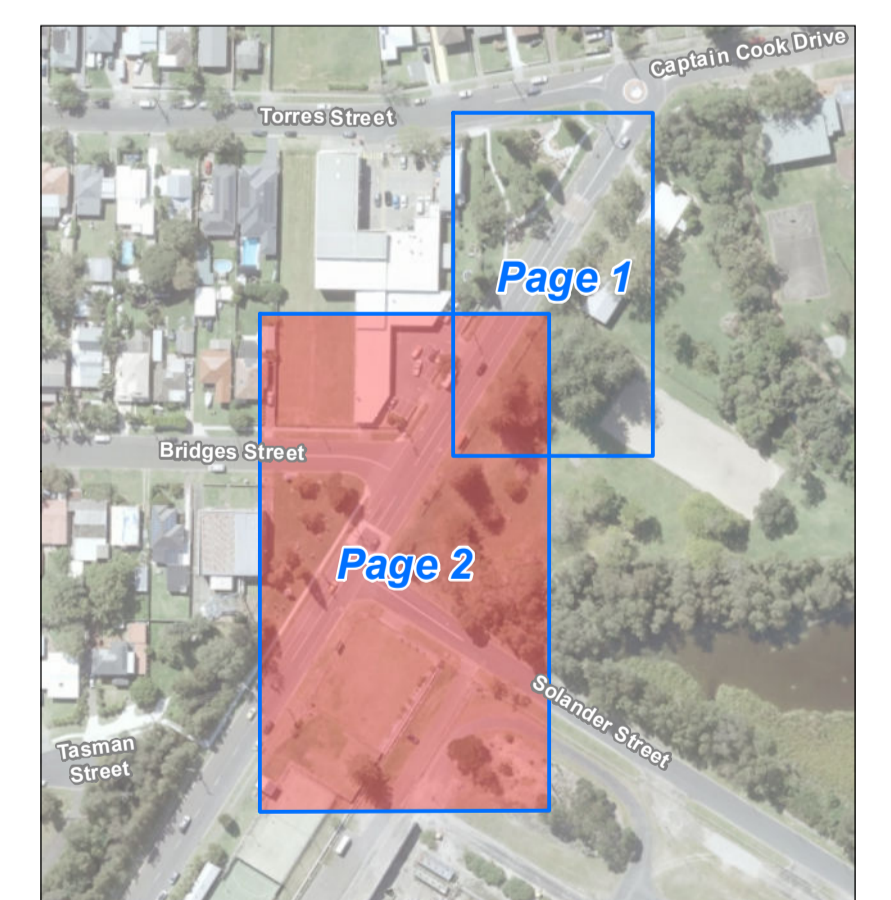 Captain Cook Drive
Torres Street
Page 1
Bridges Street
Page 2
Solander Street
Tasman
Street